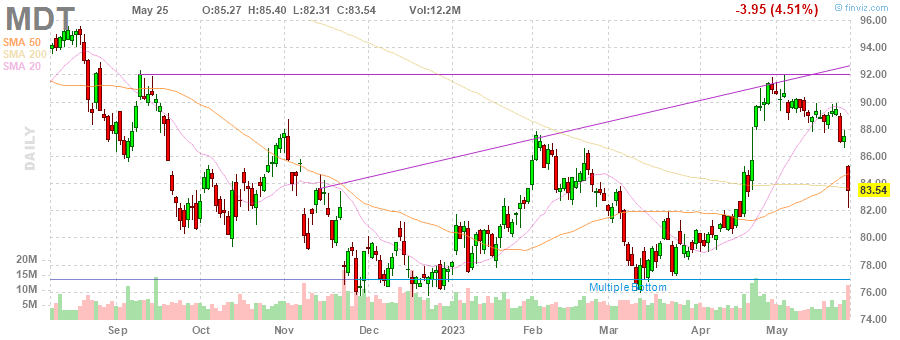 MDT
May 25
O:85.27 H:85.40 L:82.31 C:83.54 Vol:12.2M
-3.95 (4.51%)
© finviz.com
SMA 50
SMA 200
SMA 20
DAILY
96.00
94.00
92.00
90.00
88.00
86.00
84.00
83.54
82.00
80.00
78.00
76.00
74.00
20M
15M
10M
5M
Multiple Bottom
Sep Oct Nov Dec 2023 Feb Mar Apr May